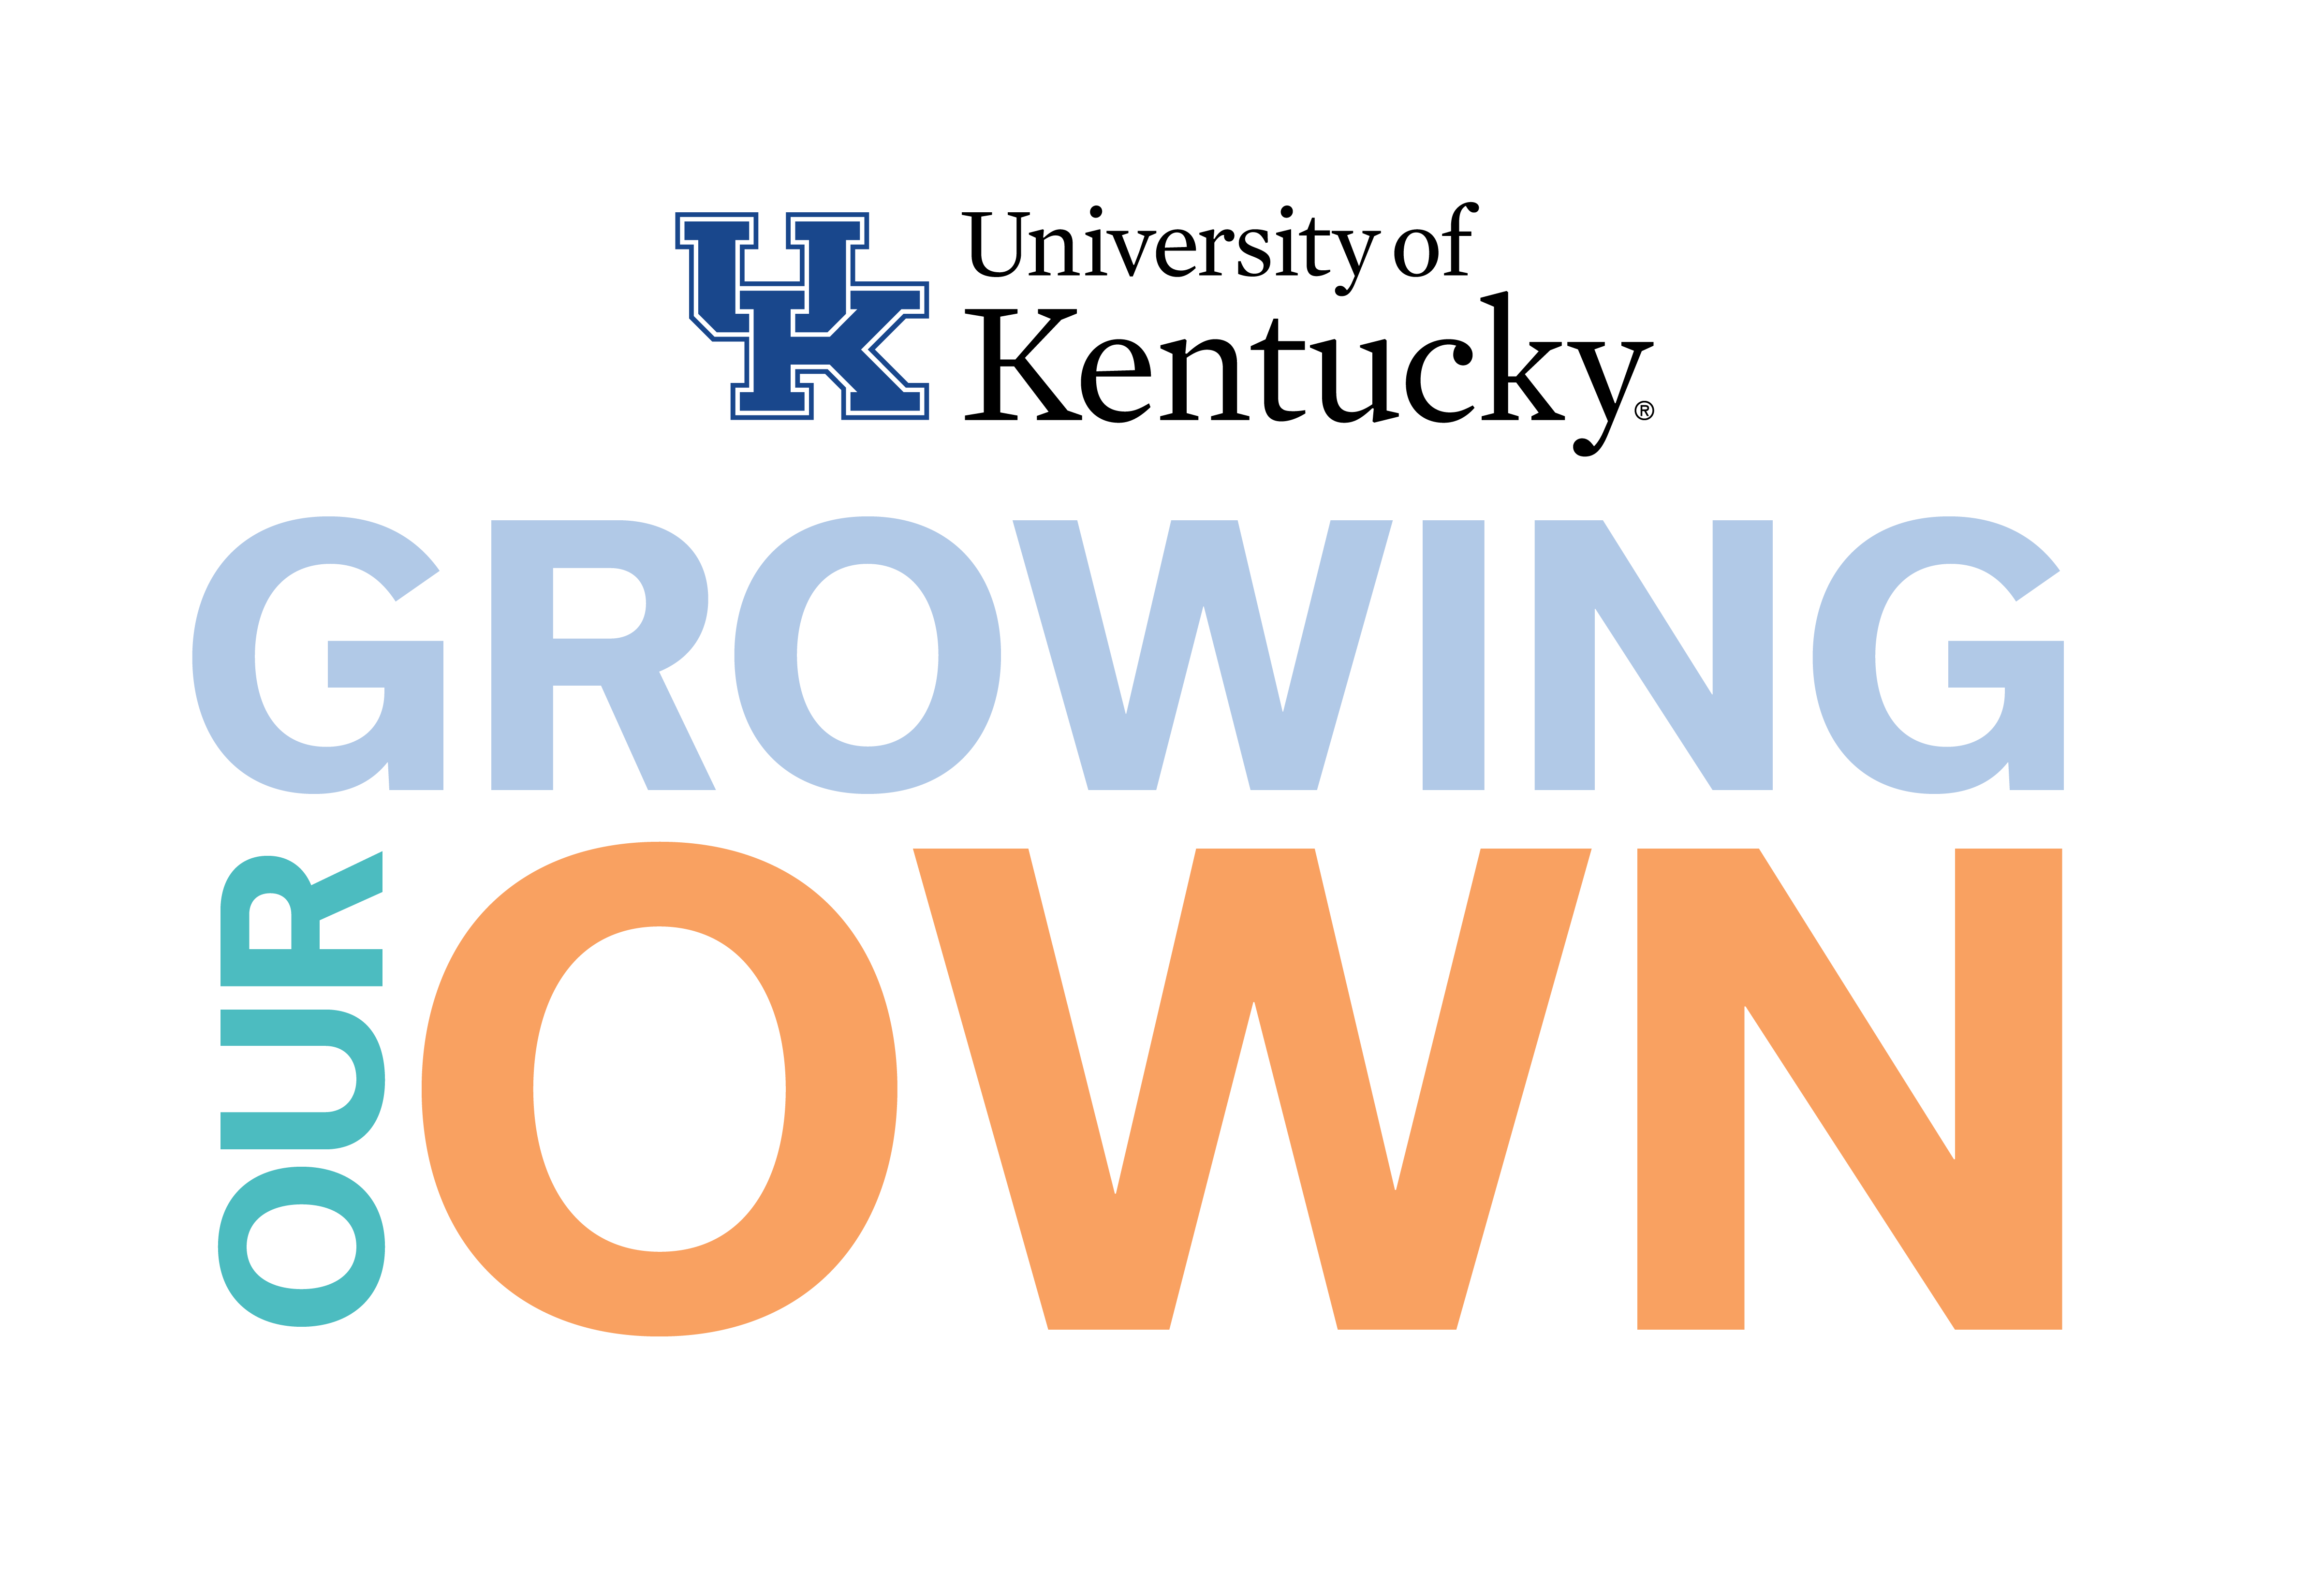 UK
University of
Kentucky®
GROWING
OUR
OWN